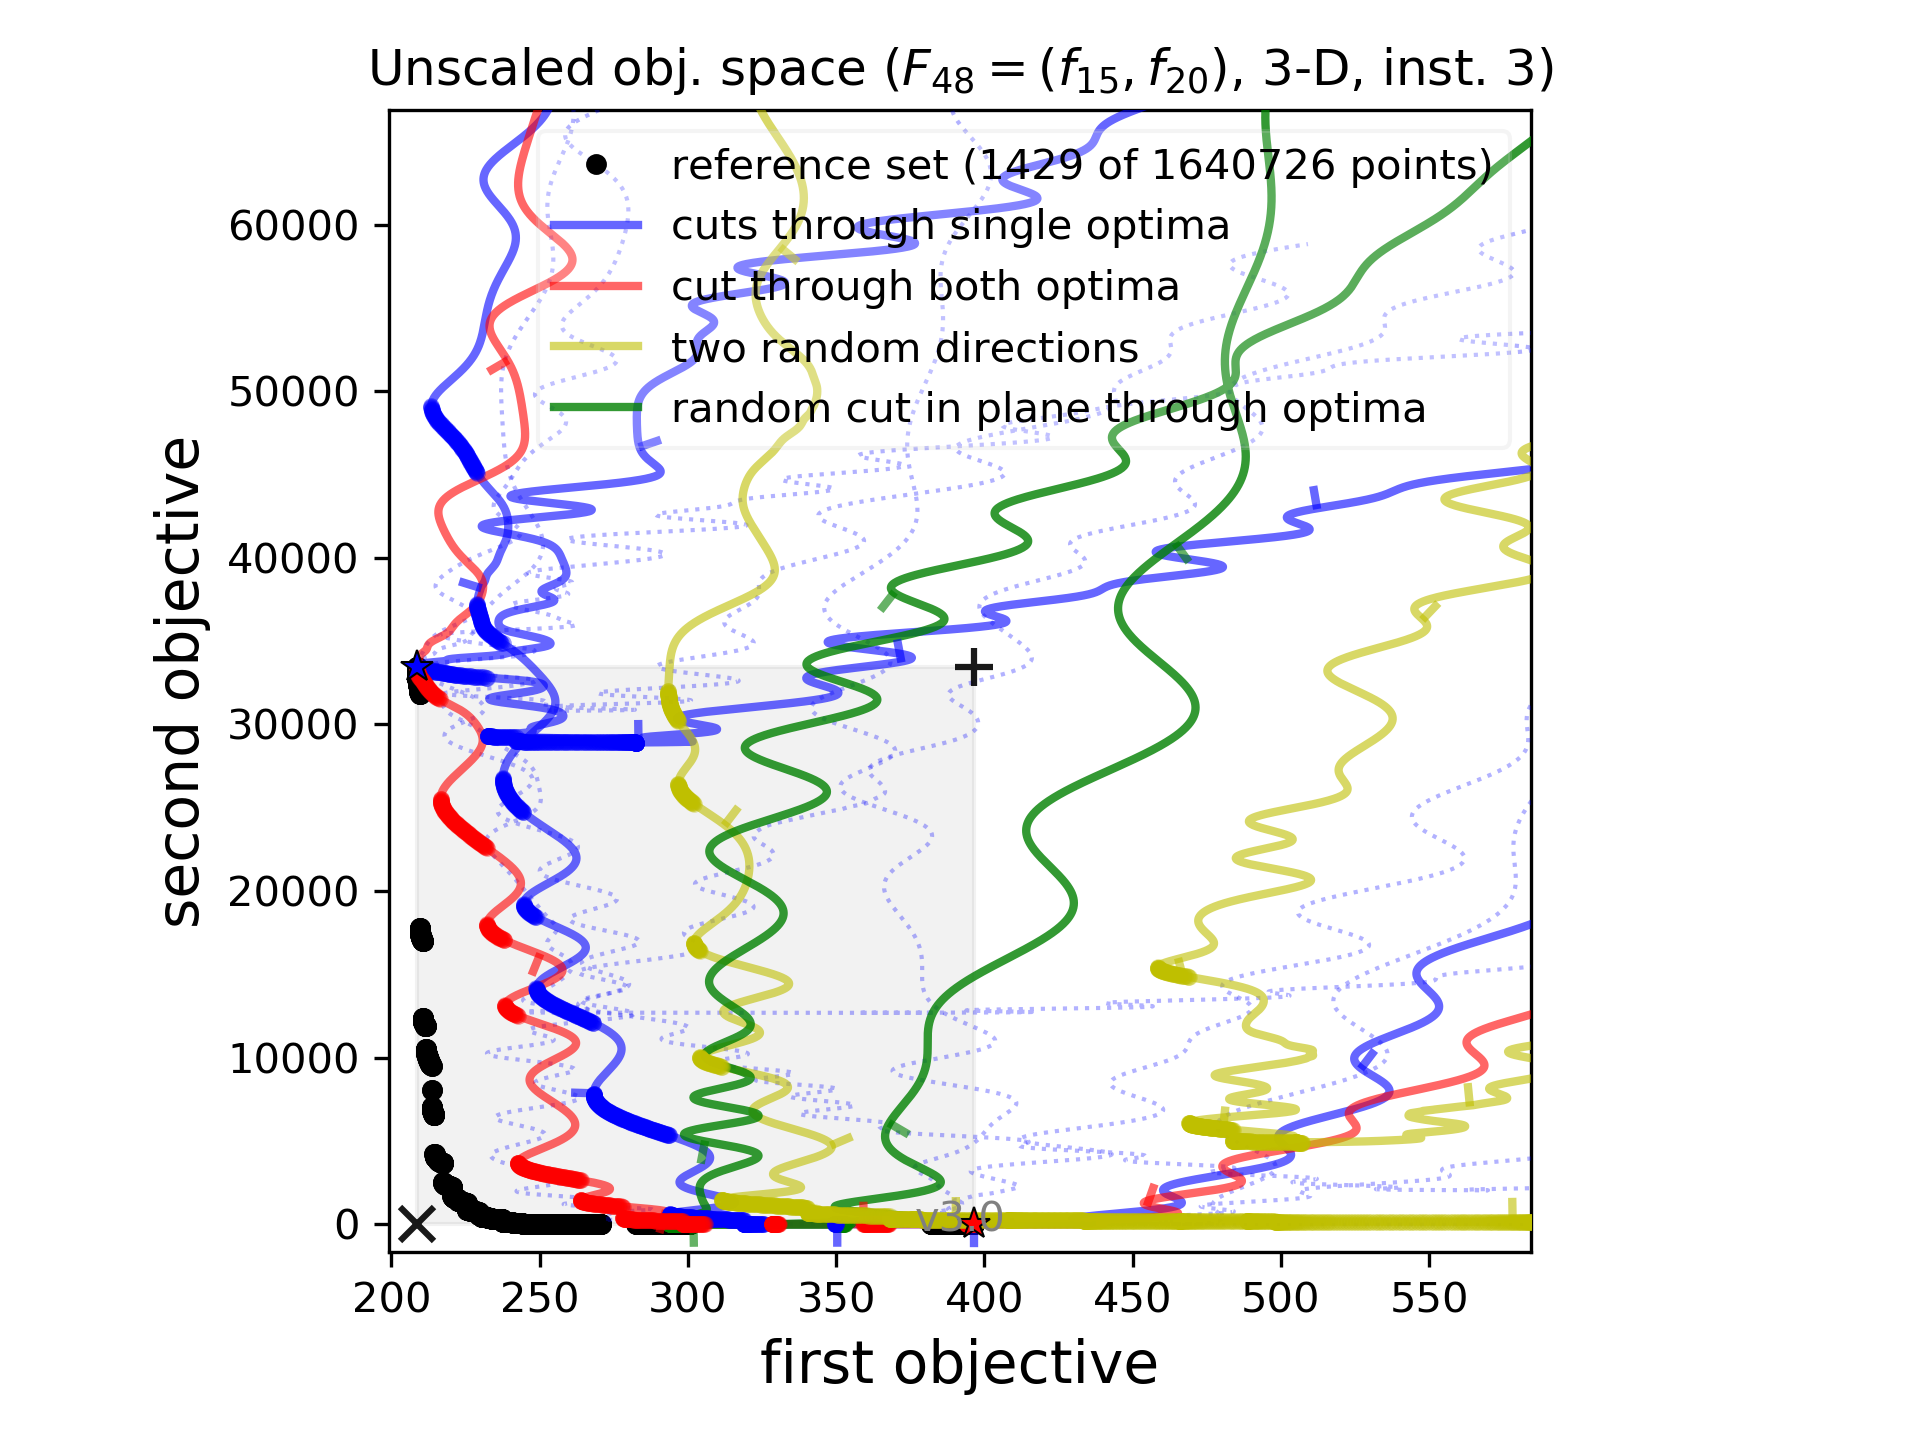 Unscaled obj. space (F₄₈ = (f₁₅, f₂₀), 3-D, inst. 3)
reference set (1429 of 1640726 points)
cuts through single optima
cut through both optima
two random directions
random cut in plane through optima
60000
50000
40000
30000
20000
10000
0
second objective
v3.0
200 250 300 350 400 450 500 550
first objective